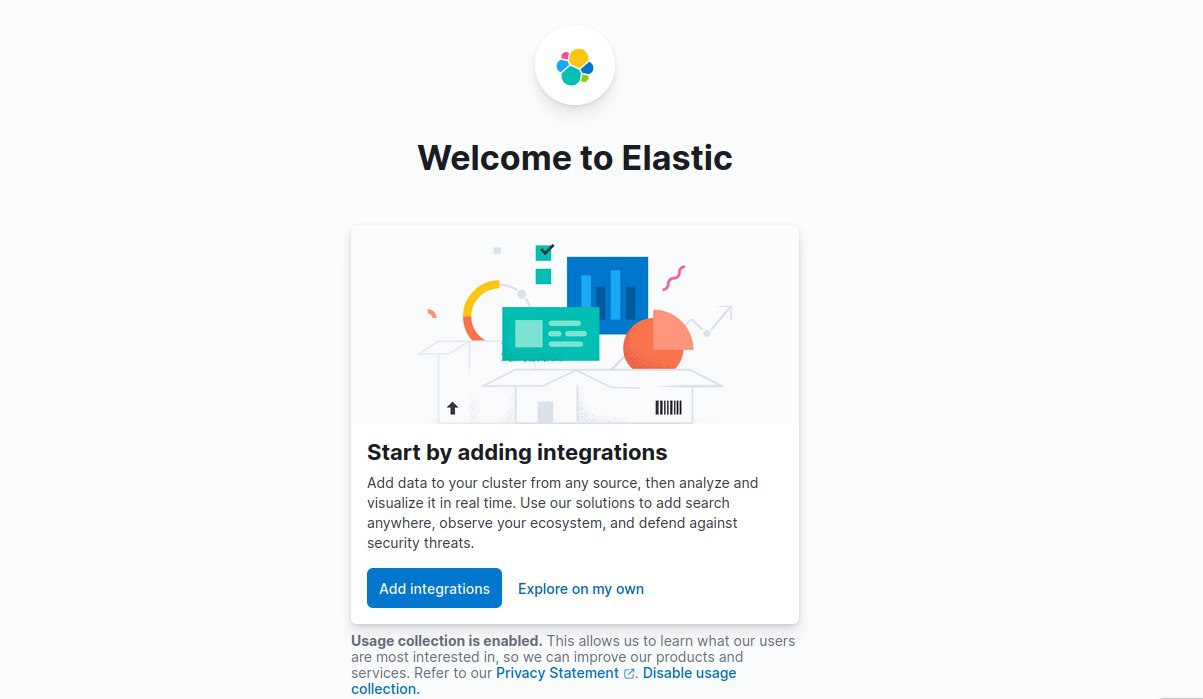 Welcome to Elastic
Start by adding integrations
Add data to your cluster from any source, then analyze and
visualize it in real time. Use our solutions to add search
anywhere, observe your ecosystem, and defend against
security threats.
Add integrations Explore on my own
Usage collection is enabled. This allows us to learn what our users
are most interested in, so we can improve our products and
services. Refer to our Privacy Statement. Disable usage
collection.